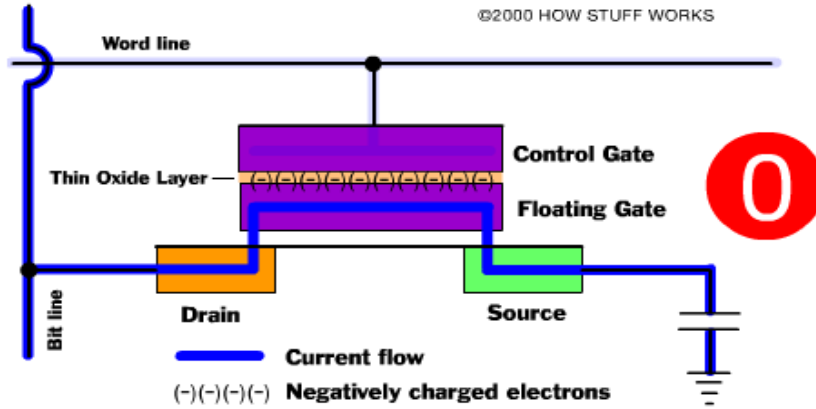 ©2000 HOW STUFF WORKS
Word line
Control Gate
Thin Oxide Layer
(-)(-)(-)(-)(-)(-)(-)(-)(-)(-)
Floating Gate
0
Drain
Source
Bit line
Current flow
(-)(-)(-)(-) Negatively charged electrons